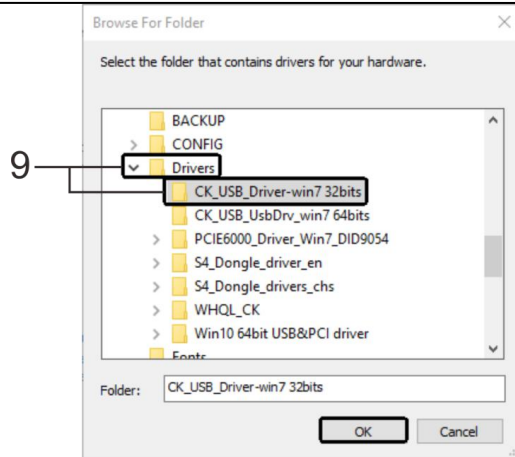 Browse For Folder
Select the folder that contains drivers for your hardware.
BACKUP
CONFIG
9 Drivers
CK_USB_Driver-win7 32bits
CK_USB_UsbDrv_win7 64bits
PCIE6000_Driver_Win7_DID9054
S4_Dongle_driver_en
S4_Dongle_drivers_chs
WHQL_CK
Win10 64bit USB&PCI driver
Fonts
Folder: CK_USB_Driver-win7 32bits
OK Cancel